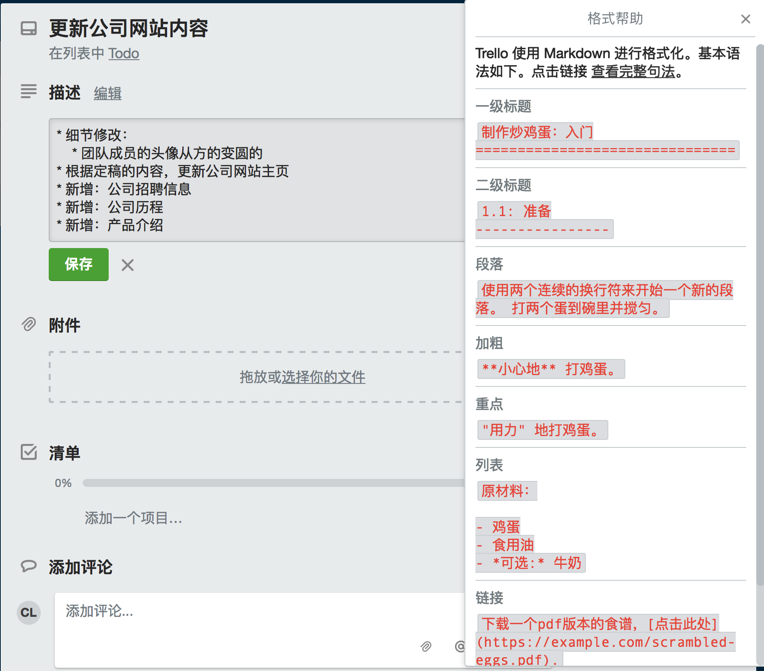 更新公司网站内容
在列表中 Todo
描述 编辑
* 细节修改：
* 团队成员的头像从方的变圆的
* 根据定稿的内容，更新公司网站主页
* 新增：公司招聘信息
* 新增：公司历程
* 新增：产品介绍
保存
附件
拖放或选择你的文件
清单
0%
添加一个项目...
添加评论
CL
添加评论...
格式帮助
Trello 使用 Markdown 进行格式化。基本语
法如下。点击链接 查看完整句法。
一级标题
制作炒鸡蛋：入门
===============================
二级标题
1.1: 准备
----------------
段落
使用两个连续的换行符来开始一个新的段
落。 打两个蛋到碗里并搅匀。
加粗
**小心地** 打鸡蛋。
重点
"用力" 地打鸡蛋。
列表
原材料：
- 鸡蛋
- 食用油
- *可选:* 牛奶
链接
下载一个pdf版本的食谱，[点击此处]
(https://example.com/scrambled-
eggs.pdf).